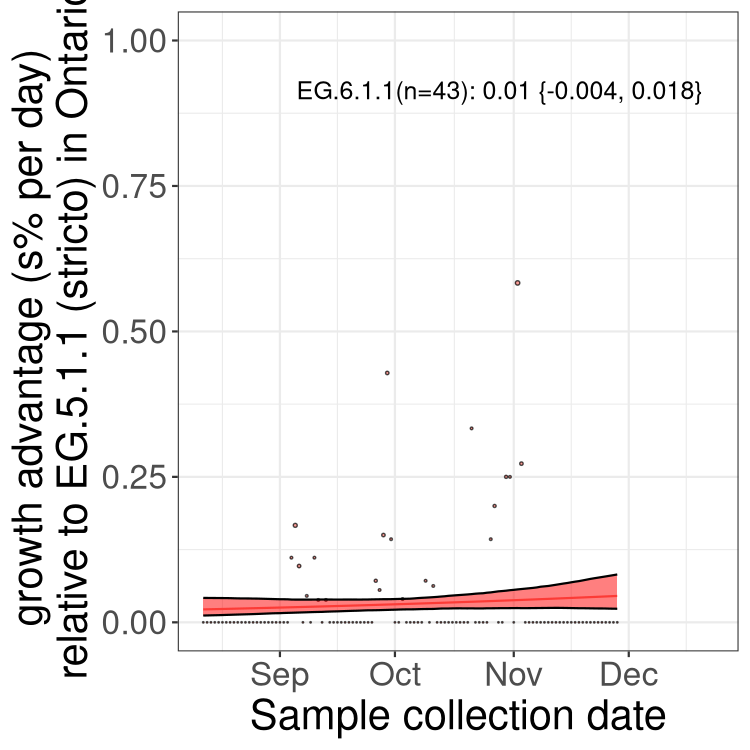 growth advantage (s% per day)
relative to EG.5.1.1 (stricto) in Ontario
1.00
0.75
0.50
0.25
0.00
EG.6.1.1(n=43): 0.01 {-0.004, 0.018}
Sep Oct Nov Dec
Sample collection date